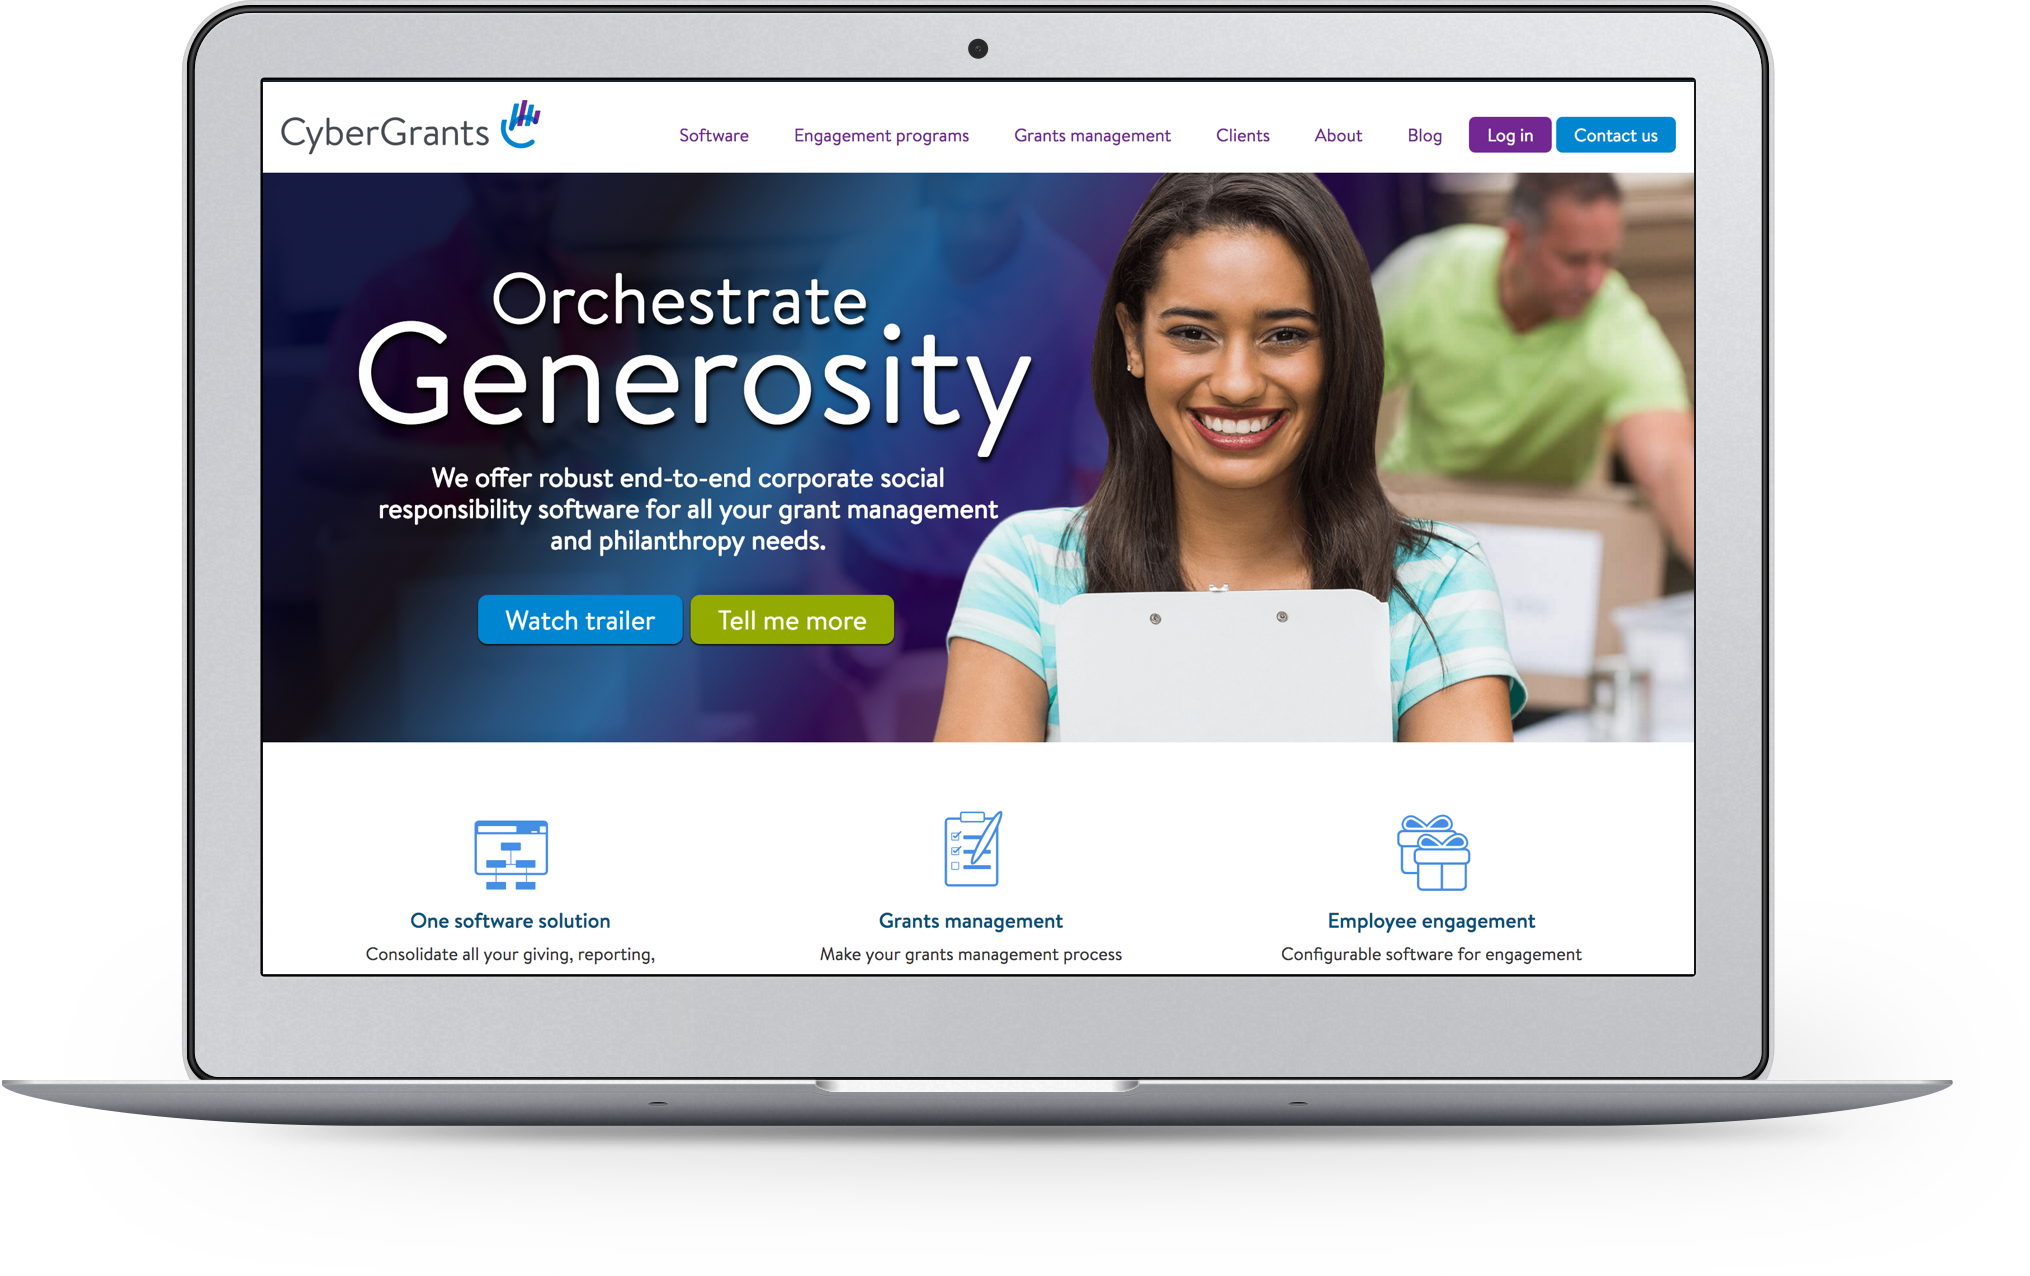 CyberGrants
Software Engagement programs Grants management Clients About Blog Log in Contact us
Orchestrate
Generosity
We offer robust end-to-end corporate social
responsibility software for all your grant management
and philanthropy needs.
Watch trailer Tell me more
One software solution
Consolidate all your giving, reporting,
Grants management
Make your grants management process
Employee engagement
Configurable software for engagement